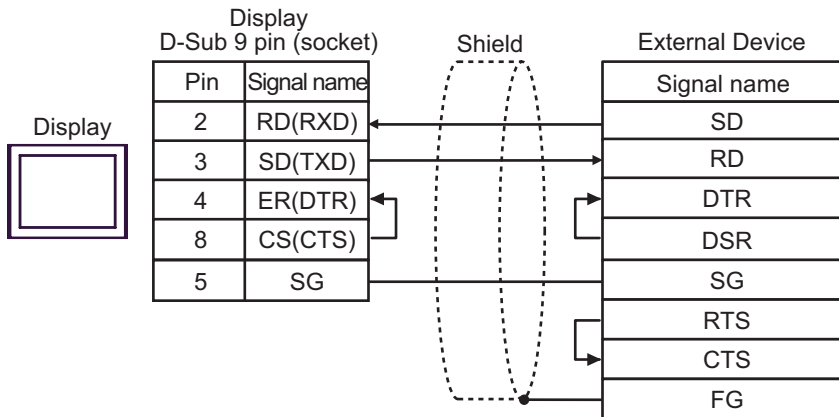 Display
D-Sub 9 pin (socket)
Shield
External Device
Pin Signal name
Signal name
Display
2 RD(RXD)
SD
3 SD(TXD)
RD
4 ER(DTR)
DTR
8 CS(CTS)
DSR
5 SG
SG
RTS
CTS
FG